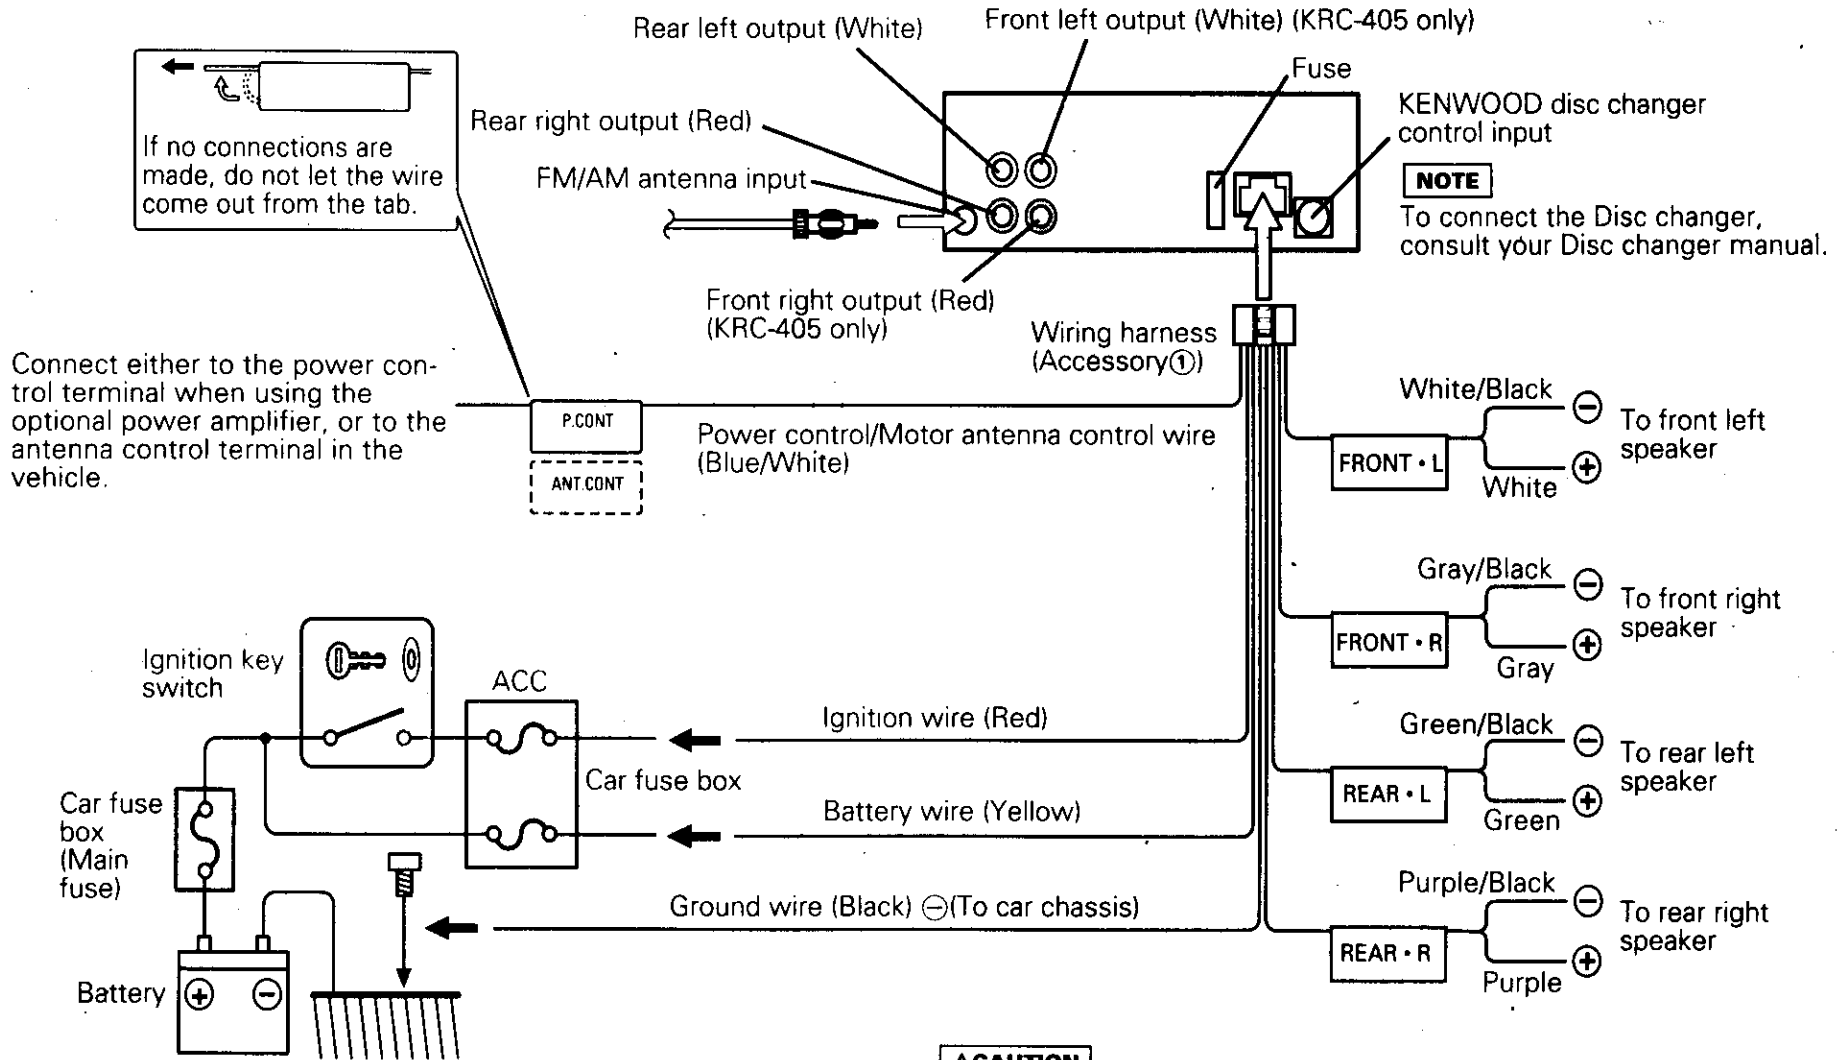 Rear left output (White)
Front left output (White) (KRC-405 only)
Fuse
KENWOOD disc changer
control input
Rear right output (Red)
FM/AM antenna input
NOTE
To connect the Disc changer,
consult your Disc changer manual.
If no connections are
made, do not let the wire
come out from the tab.
Front right output (Red)
(KRC-405 only)
Wiring harness
(Accessory①)
Connect either to the power con-
trol terminal when using the
optional power amplifier, or to the
antenna control terminal in the
vehicle.
P.CONT
ANT.CONT
Power control/Motor antenna control wire
(Blue/White)
White/Black
⊖
To front left
speaker
FRONT • L
⊕
White
Gray/Black
⊖
To front right
speaker
FRONT • R
⊕
Gray
Ignition key
switch
ACC
Ignition wire (Red)
Car fuse box
Battery wire (Yellow)
Green/Black
⊖
To rear left
speaker
REAR • L
⊕
Green
Car fuse
box
(Main
fuse)
Ground wire (Black) ⊖(To car chassis)
Purple/Black
⊖
To rear right
speaker
REAR • R
⊕
Purple
Battery
⊕
⊖
⚠CAUTION